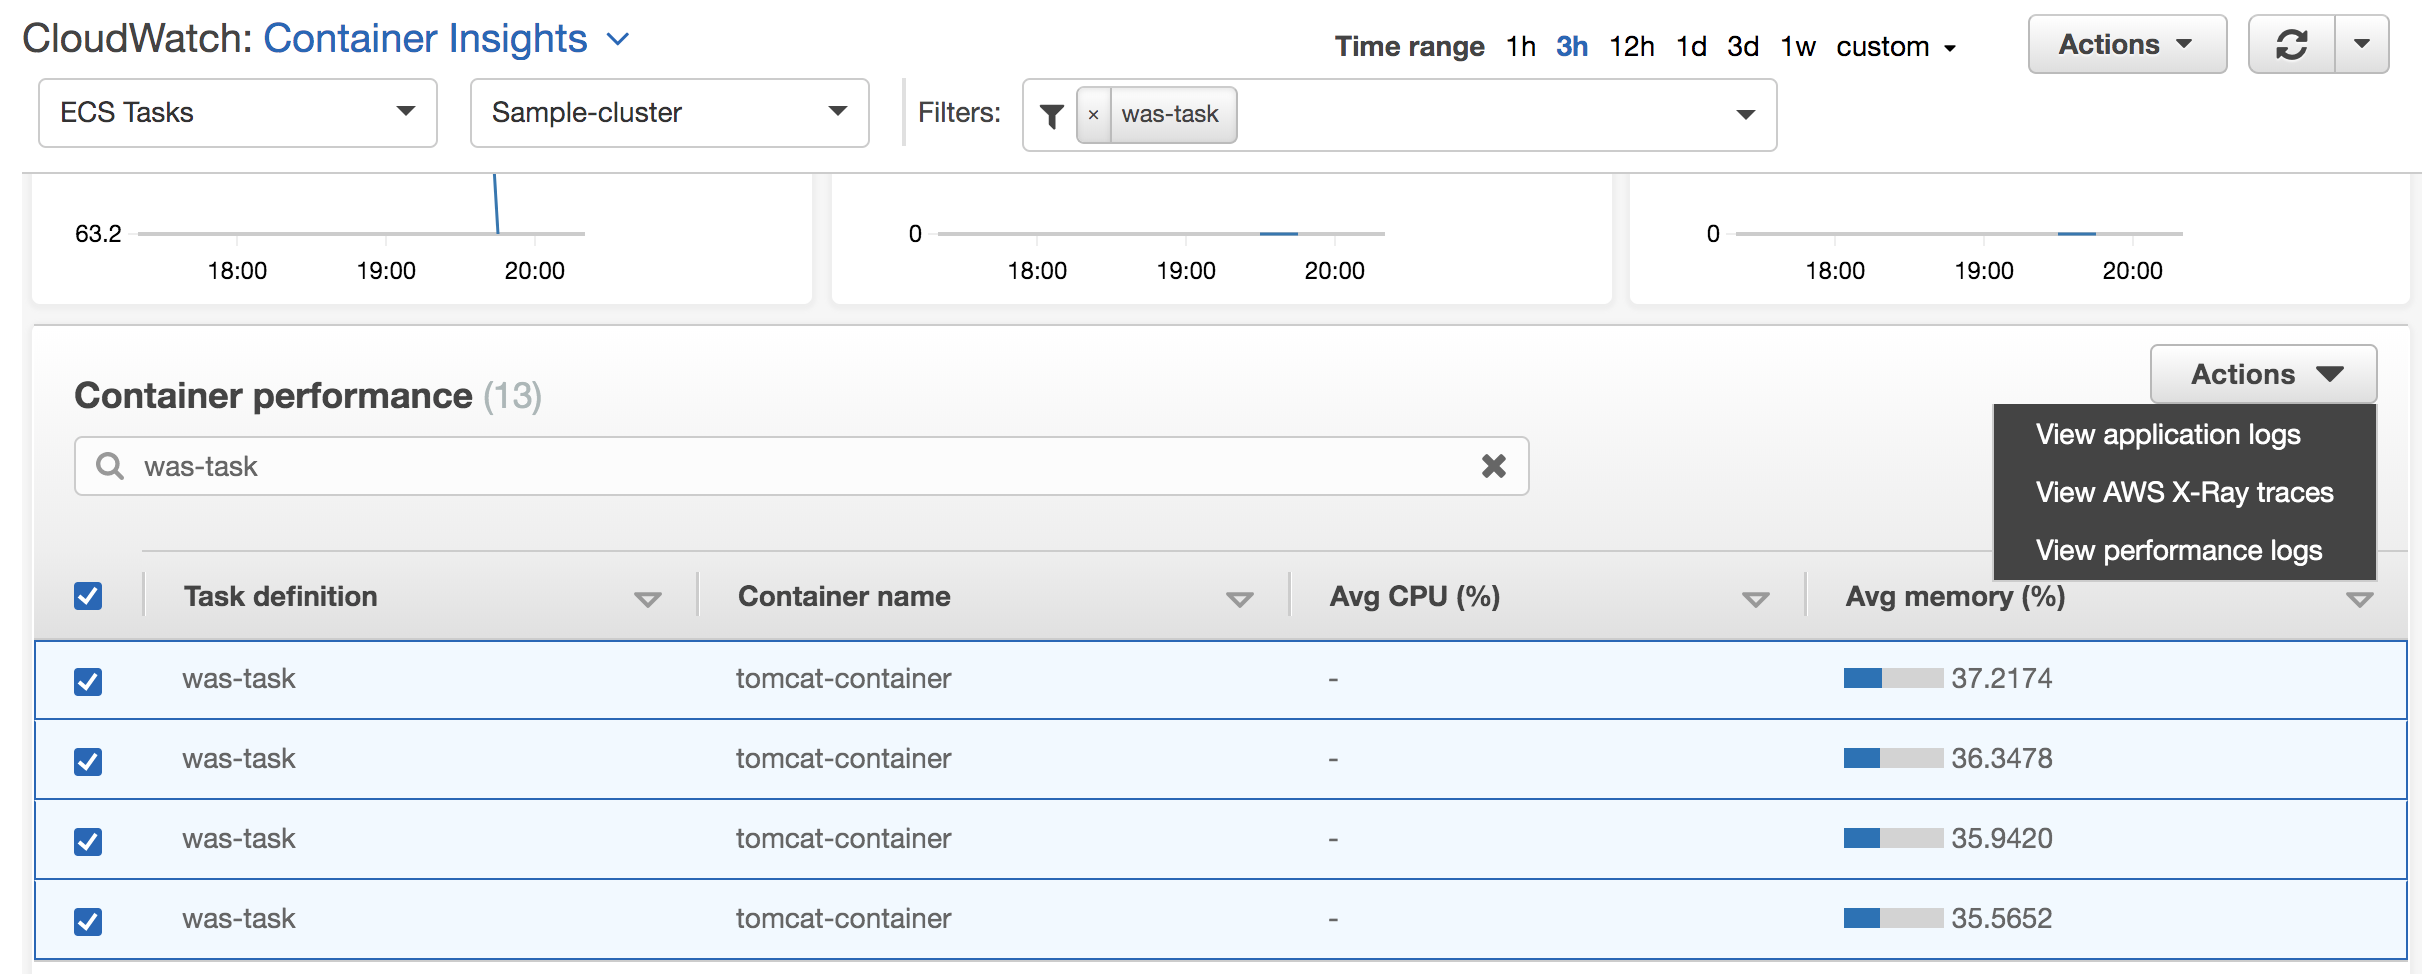 CloudWatch: Container Insights
Time range 1h 3h 12h 1d 3d 1w custom
Actions
ECS Tasks
Sample-cluster
Filters:
× was-task
63.2
18:00 19:00 20:00
0
18:00 19:00 20:00
0
18:00 19:00 20:00
Container performance (13)
Actions
View application logs
View AWS X-Ray traces
View performance logs
was-task
Task definition Container name Avg CPU (%) Avg memory (%)
was-task tomcat-container - 37.2174
was-task tomcat-container - 36.3478
was-task tomcat-container - 35.9420
was-task tomcat-container - 35.5652